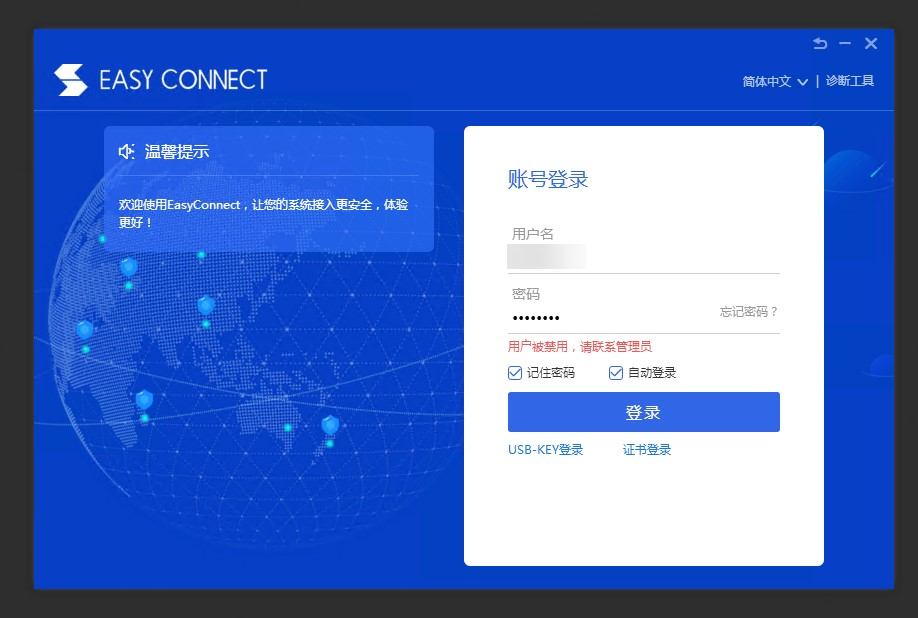 EASY CONNECT
简体中文 | 诊断工具
温馨提示
欢迎使用EasyConnect，让您的系统接入更安全，体验
更好！
账号登录
用户名
密码
••••••••
忘记密码？
用户被禁用，请联系管理员
记住密码 自动登录
登录
USB-KEY登录 证书登录